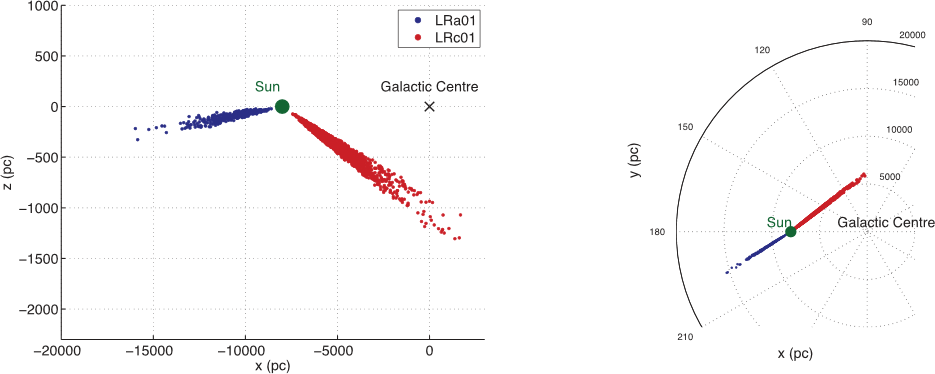 1000
500
0
−500
−1000
−1500
−2000
z (pc)
−20000
−15000
−10000
−5000
0
x (pc)
LRa01
LRc01
Sun
Galactic Centre
90
20000
120
15000
150
10000
5000
180
210
y (pc)
Sun
Galactic Centre
x (pc)